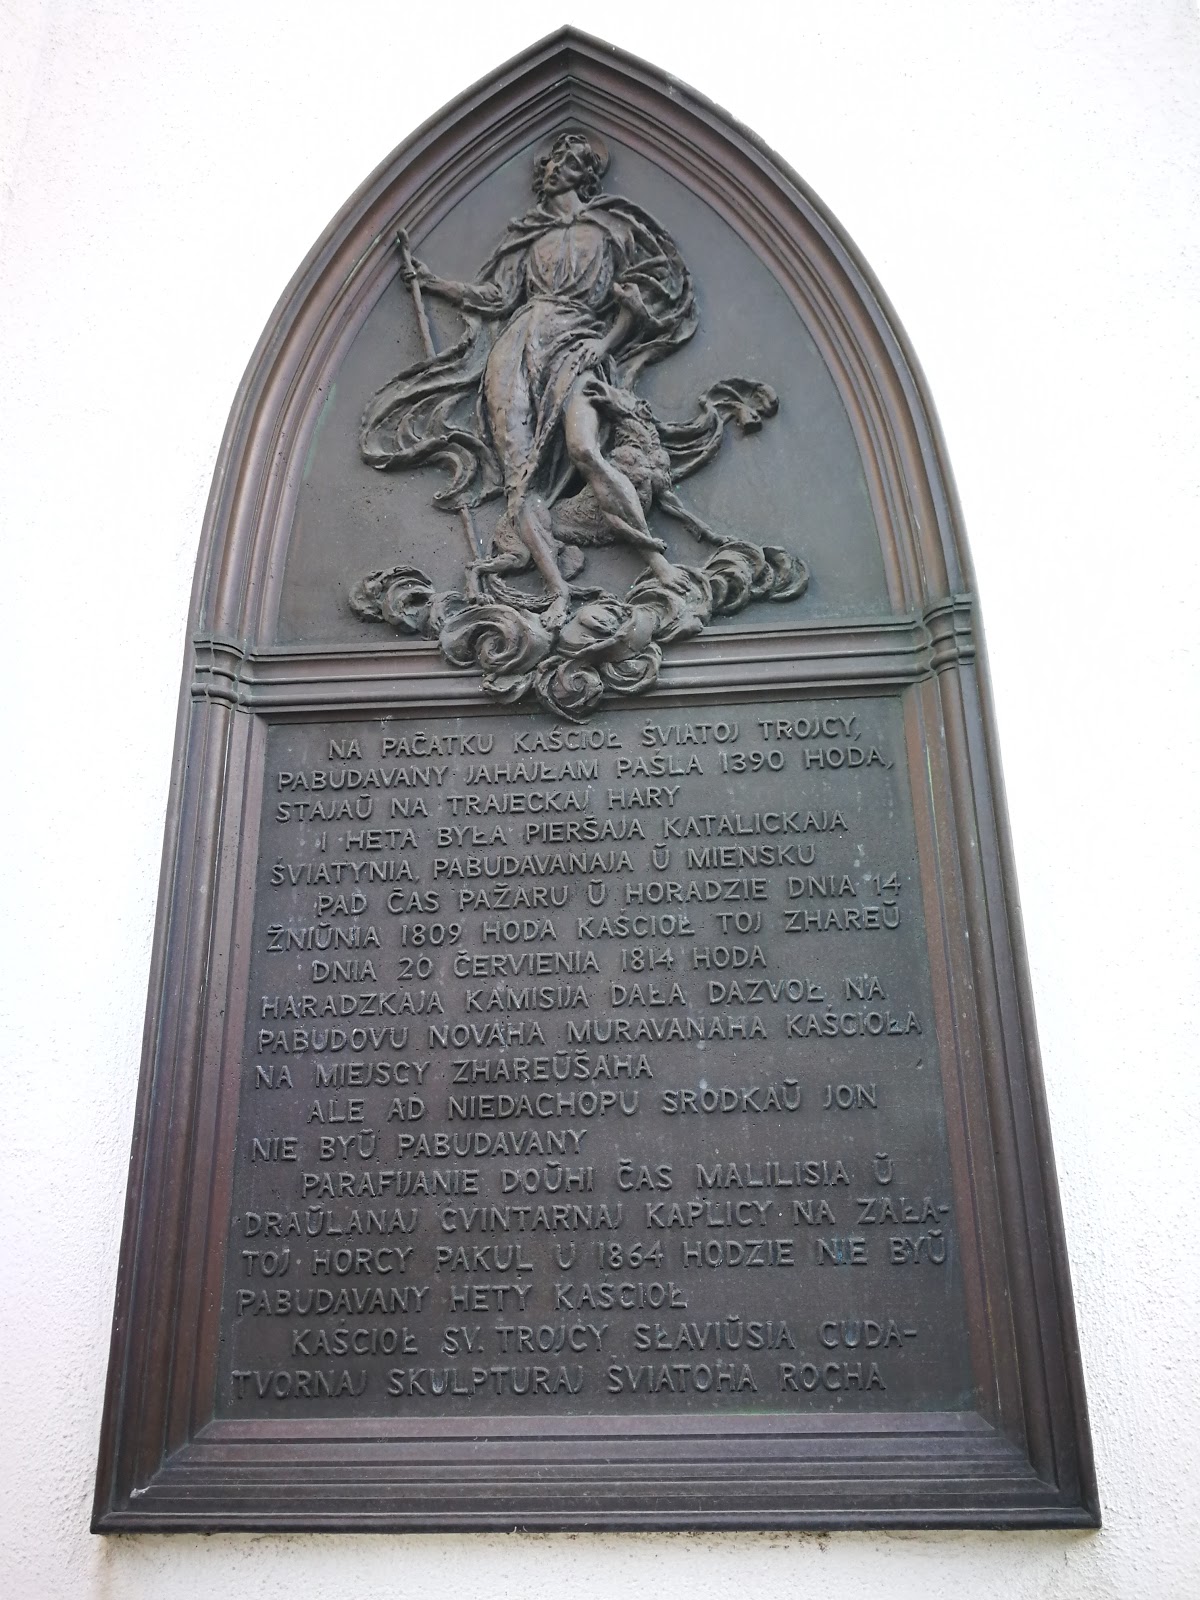 NA PAČATKU KAŚCIOŁ ŚVIATOJ TROJCY,
PABUDAVANY JAHAJŁAM PAŚLA 1390 HODA,
STAJAŬ NA TRAJECKAJ HARY
I HETA BYŁA PIERŠAJA KATALICKAJA
ŚVIATYNIA, PABUDAVANAJA Ŭ MIENSKU
PAD ČAS PAŽARU Ŭ HORADZIE DNIA 14
ŽNIŬNIA 1809 HODA KAŚCIOŁ TOJ ZHAREŬ
DNIA 20 ČERVIENIA 1814 HODA
HARADZKAJA KAMISIJA DAŁA DAZVOŁ NA
PABUDOVU NOVAHA MURAVANAHA KAŚCIOŁA
NA MIEJSCY ZHAREŬŠAHA
ALE AD NIEDACHOPU SRODKAŬ JON
NIE BYŬ PABUDAVANY
PARAFIJANIE DOŬHI ČAS MALILISIA Ŭ
DRAŬLANAJ CVINTARNAJ KAPLICY NA ZAŁA-
TOJ HORCY PAKUL U 1864 HODZIE NIE BYŬ
PABUDAVANY HETY KAŚCIOŁ
KAŚCIOŁ SV. TROJCY SŁAVIŬSIA CUDA-
TVORNAJ SKULPTURAJ ŚVIATOHA ROCHA